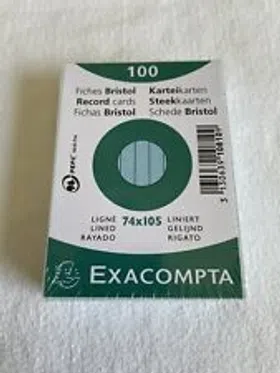 100
Fiches Bristol Karteikarten
Record cards Steekkaarten
Fichas Bristol Schede Bristol
PEFC
LIGNÉ 74x105 LINIERT
LINED GELIJND
RAYADO RIGATO
EXACOMPTA